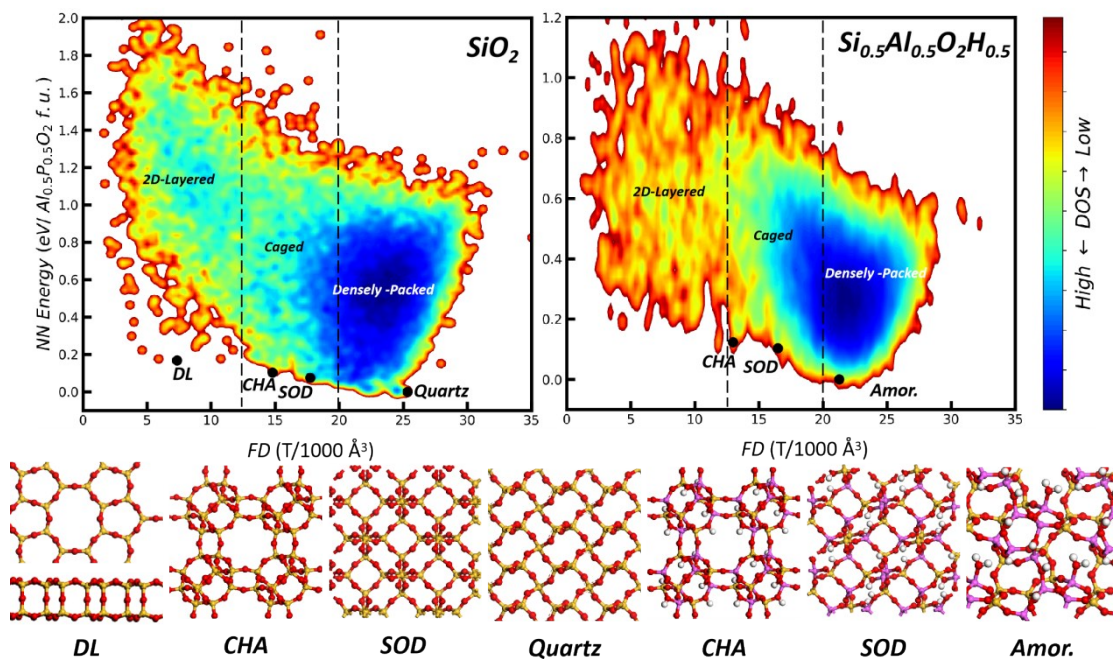 SiO2
NN Energy (eV/ Al0.5P0.5O2 f. u.)
2.0
1.8
1.6
1.4
1.2
1.0
0.8
0.6
0.4
0.2
0.0
2D-Layered
Caged
Densely -Packed
DL
CHA
SOD
Quartz
0 5 10 15 20 25 30 35
FD (T/1000 Å3)
Si0.5Al0.5O2H0.5
1.2
1.0
0.8
0.6
0.4
0.2
0.0
2D-Layered
Caged
Densely -Packed
CHA
SOD
Amor.
0 5 10 15 20 25 30 35
FD (T/1000 Å3)
High ← DOS → Low
DL CHA SOD Quartz CHA SOD Amor.